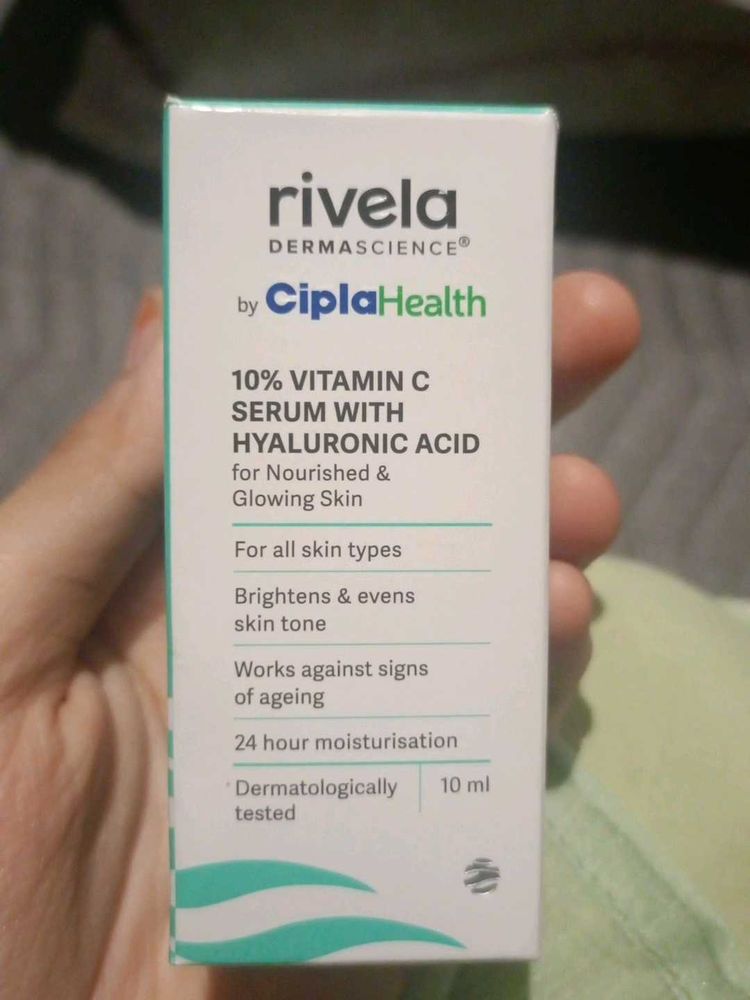 rivela
DERMASCIENCE®
by CiplaHealth
10% VITAMIN C
SERUM WITH
HYALURONIC ACID
for Nourished &
Glowing Skin
For all skin types
Brightens & evens
skin tone
Works against signs
of ageing
24 hour moisturisation
Dermatologically
tested
10 ml